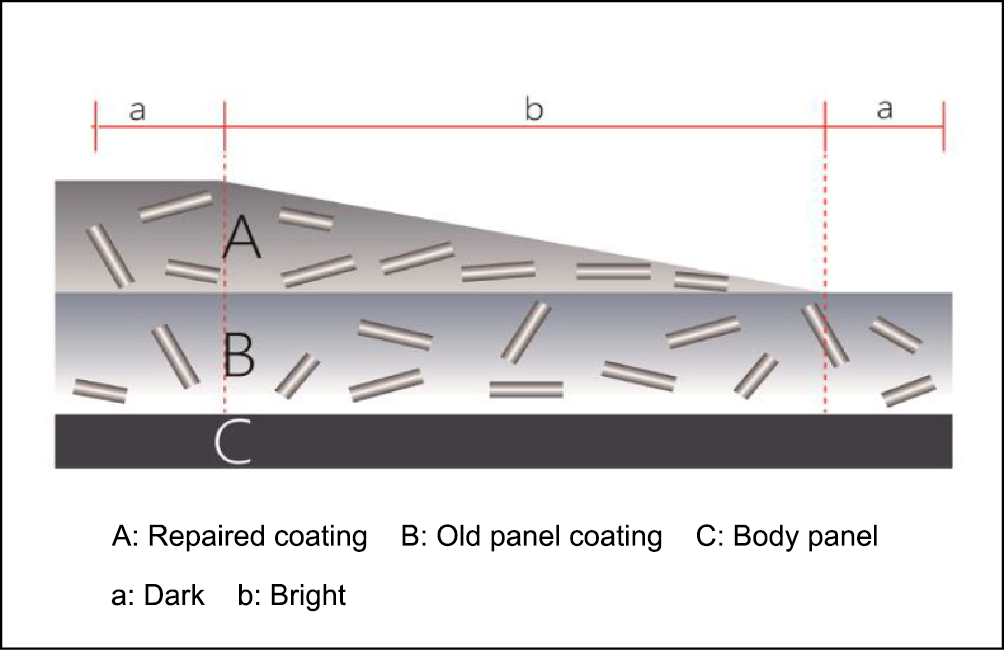 a b a
A
B
C
A: Repaired coating B: Old panel coating C: Body panel
a: Dark b: Bright